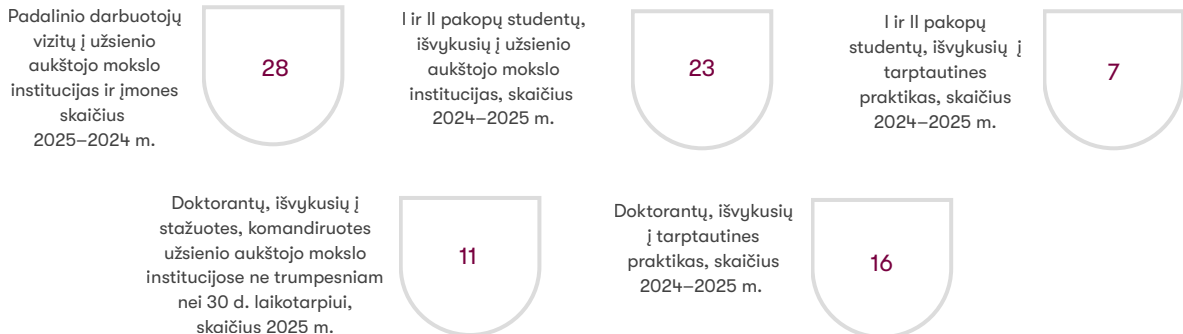 Padalinio darbuotojų
vizitų į užsienio
aukštojo mokslo
institucijas ir įmones
skaičius
2025–2024 m.
28
I ir II pakopų studentų,
išvykusių į užsienio
aukštojo mokslo
institucijas, skaičius
2024–2025 m.
23
I ir II pakopų
studentų, išvykusių į
tarptautines
praktikas, skaičius
2024–2025 m.
7
Doktorantų, išvykusių į
stažuotes, komandiruotes
užsienio aukštojo mokslo
institucijose ne trumpesniam
nei 30 d. laikotarpiui,
skaičius 2025 m.
11
Doktorantų, išvykusių
į tarptautines
praktikas, skaičius
2024–2025 m.
16